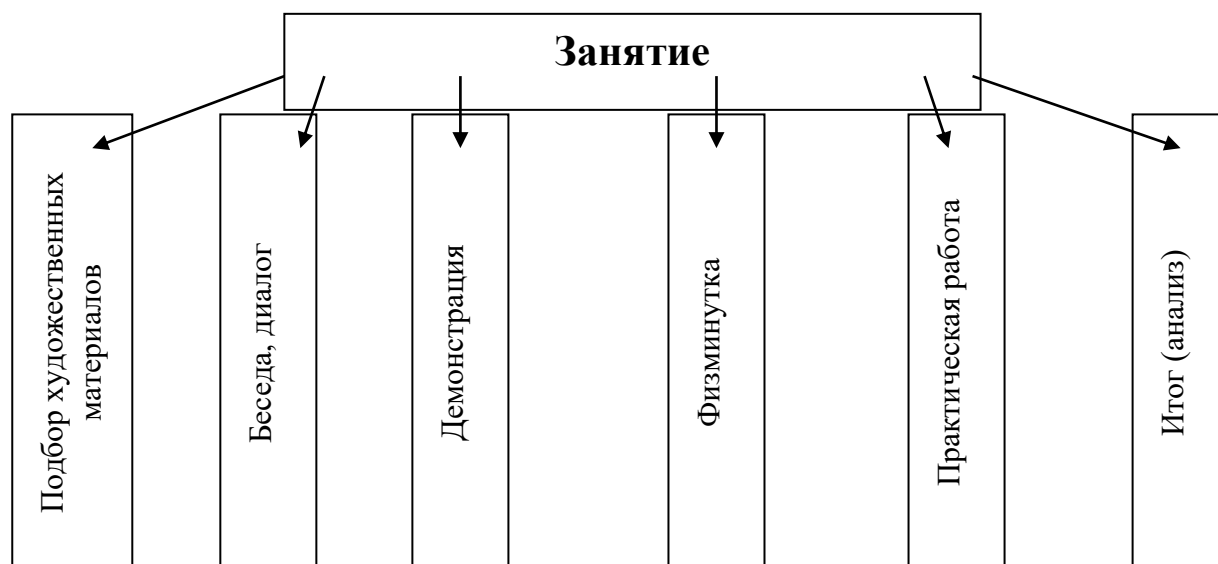 Занятие
Подбор художественных
материалов
Беседа, диалог
Демонстрация
Физминутка
Практическая работа
Итог (анализ)